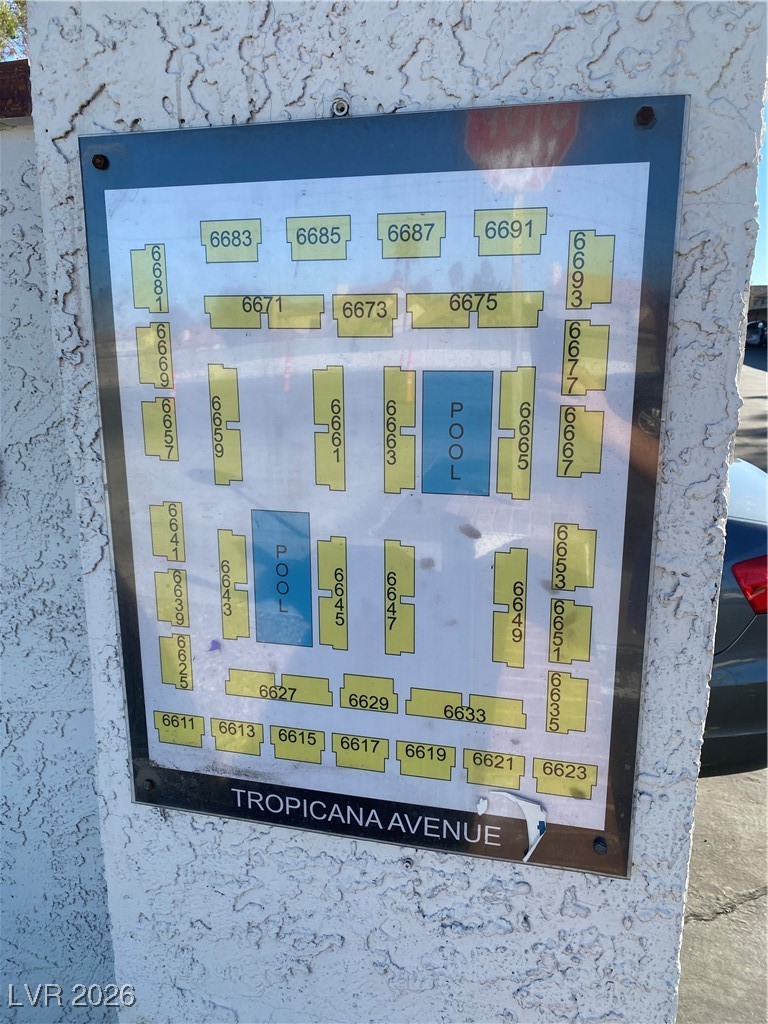 6683 6685 6687 6691
6681 6693
6671 6673 6675
6669 6677
6657 6659 6661 6663 POOL 6665 6667
6641 6653
6639 6643 POOL 6645 6647 6649 6651
6625 6635
6627 6629 6633
6611 6613 6615 6617 6619 6621 6623
TROPICANA AVENUE
LVR 2026